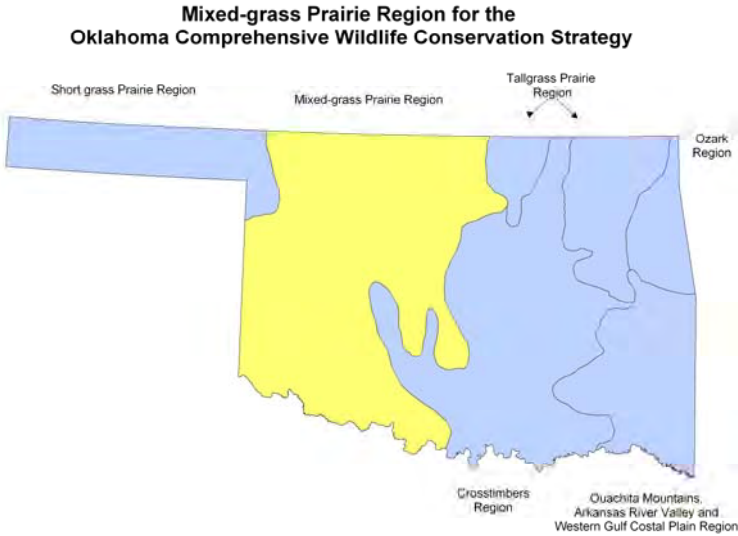 Mixed-grass Prairie Region for the
Oklahoma Comprehensive Wildlife Conservation Strategy
Short grass Prairie Region
Mixed-grass Prairie Region
Tallgrass Prairie
Region
Ozark
Region
Crosstimbers
Region
Ouachita Mountains,
Arkansas River Valley and
Western Gulf Costal Plain Region